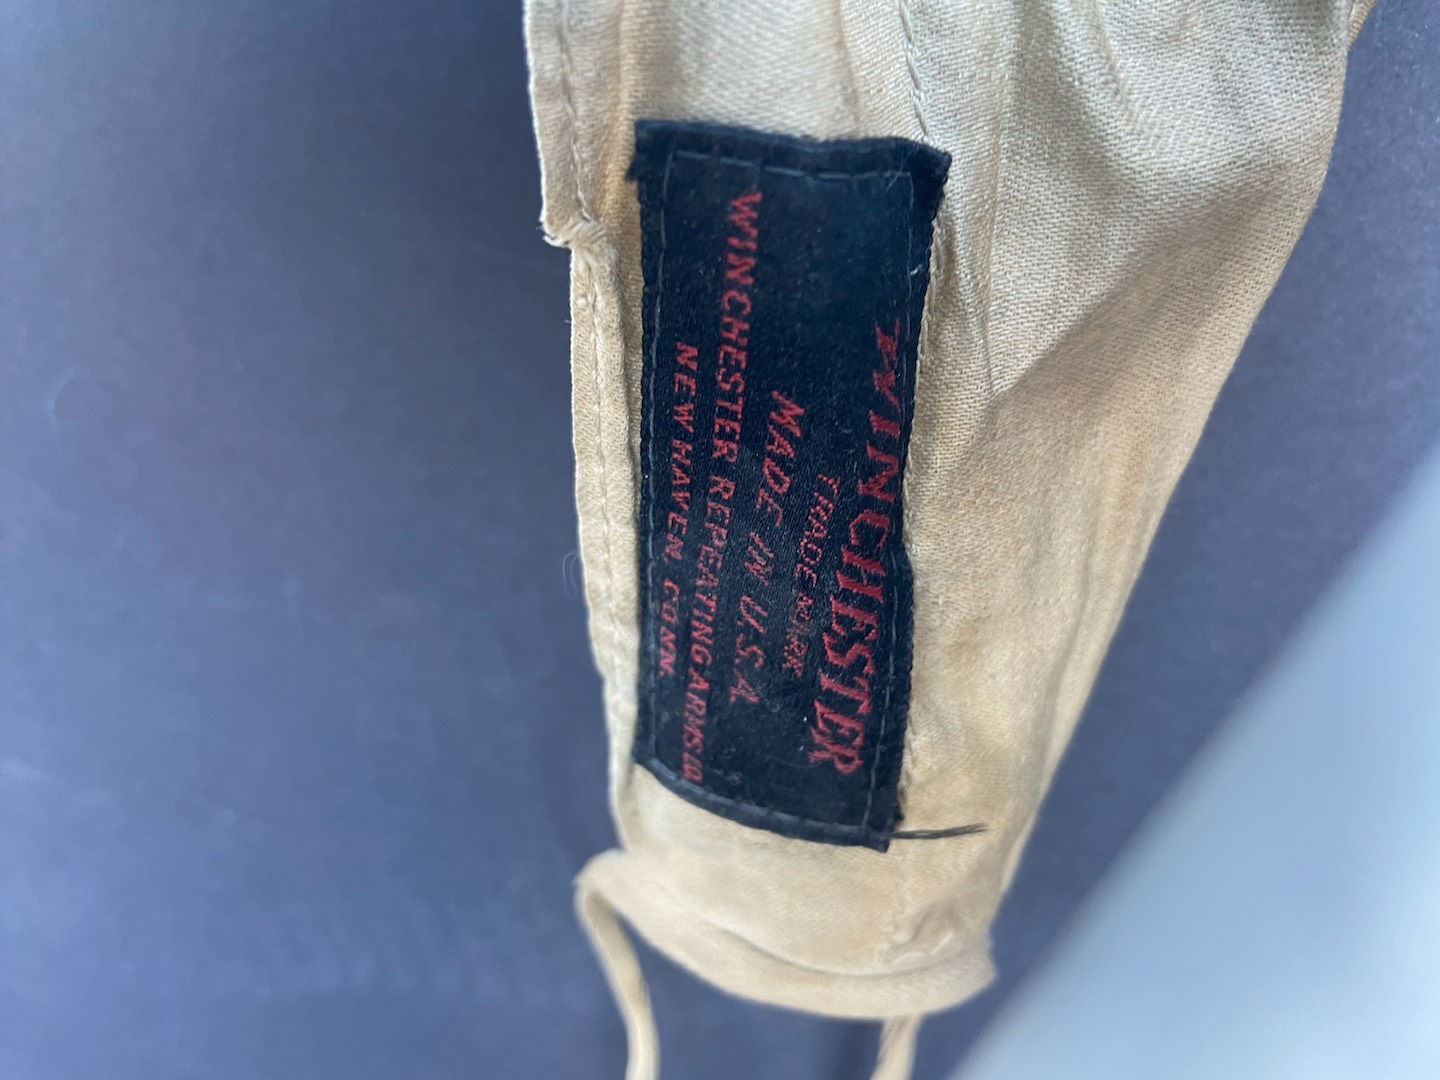 WINCHESTER
TRADE MARK
MADE IN U.S.A.
WINCHESTER REPEATING ARMS. CO.
NEW HAVEN. CONN.